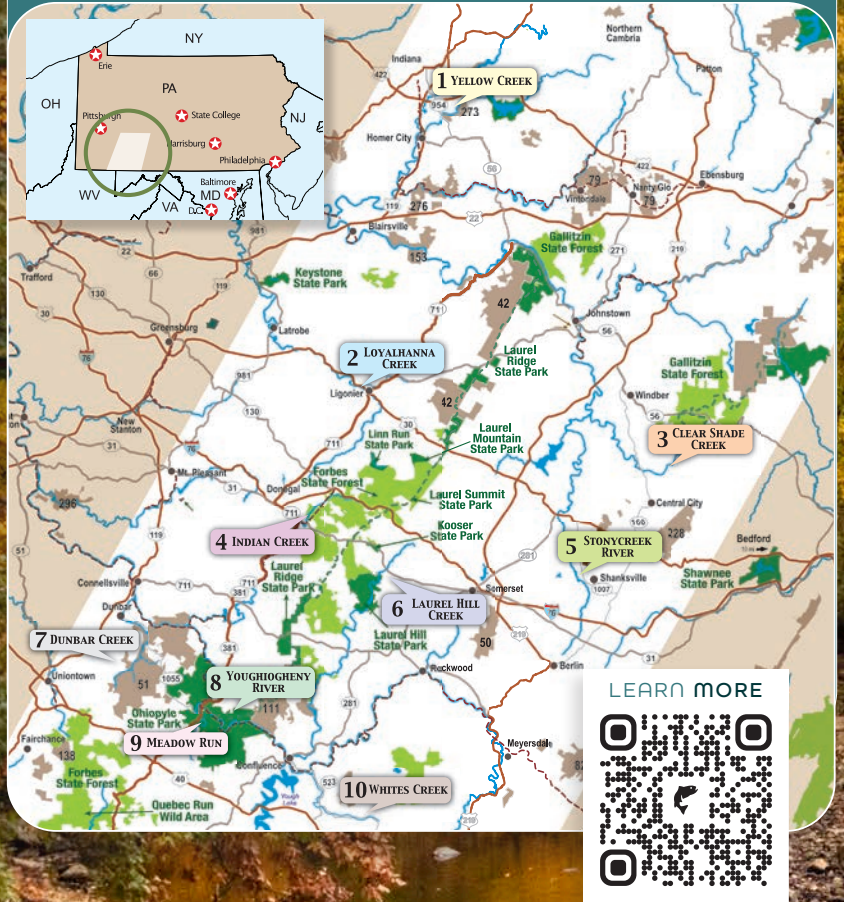 NY
Erie
PA
OH
State College
Pittsburgh
NJ
Harrisburg
Philadelphia
Baltimore
WV
MD
VA
D.C.
Northern
Cambria
Indiana
Patton
422
1 YELLOW CREEK
954
273
Homer City
56
422
79
Ebensburg
Nanty Glo
79
Vintondale
119
276
22
Blairsville
981
153
Gallitzin
State Forest
271
219
22
Trafford
66
Keystone
State Park
119
130
42
711
30
Johnstown
Greensburg
Latrobe
56
76
2 LOYALHANNA
CREEK
Laurel
Ridge
State Park
Gallitzin
State Forest
981
Ligonier
42
Windber
130
30
56
New
Stanton
Laurel
Mountain
State Park
3 CLEAR SHADE
CREEK
31
76
711
Linn Run
State Park
Mt. Pleasant
Forbes
State Forest
31
Donegal
Laurel Summit
State Park
296
711
Central City
Kooser
State Park
160
228
119
4 INDIAN CREEK
5 STONYCREEK
RIVER
Bedford
51
281
Laurel
Ridge
State Park
Shawnee
State Park
Connellsville
711
711
381
Somerset
Shanksville
1007
Dunbar
6 LAUREL HILL
CREEK
7 DUNBAR CREEK
381
Laurel Hill
State Park
50
219
31
Rockwood
Berlin
Uniontown
51
1055
8 YOUGHIOGHENY
RIVER
281
LEARN MORE
Ohiopyle
State Park
111
Fairchance
9 MEADOW RUN
Meyersdale
138
Confluence
Forbes
State Forest
40
523
10 WHITES CREEK
Yough
Lake
Quebec Run
Wild Area
219